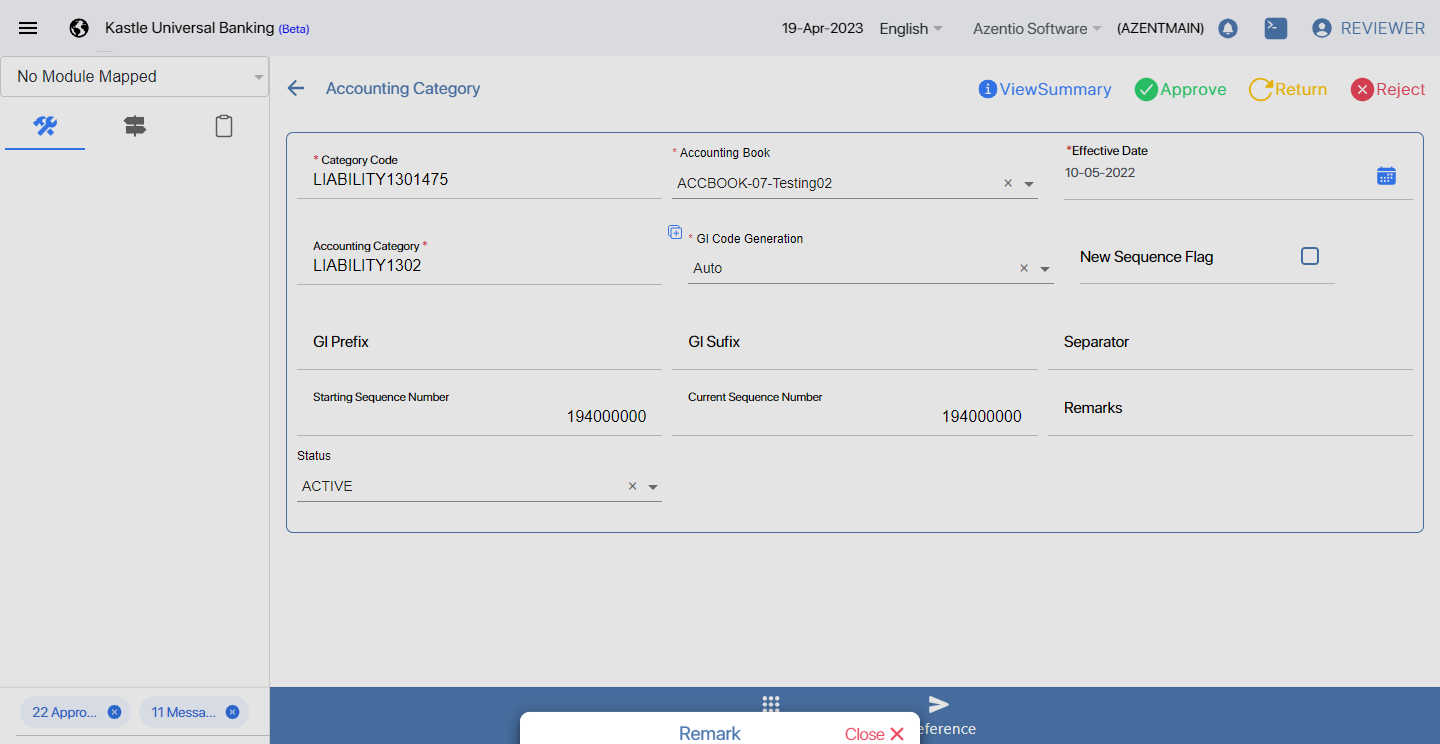 Kastle Universal Banking (Beta)
19-Apr-2023 English Azentio Software (AZENTMAIN) REVIEWER
No Module Mapped
Accounting Category
ViewSummary Approve Return Reject
* Category Code
LIABILITY1301475
* Accounting Book
ACCBOOK-07-Testing02
*Effective Date
10-05-2022
Accounting Category *
LIABILITY1302
* Gl Code Generation
Auto
New Sequence Flag
Gl Prefix
Gl Sufix
Separator
Starting Sequence Number
194000000
Current Sequence Number
194000000
Remarks
Status
ACTIVE
22 Appro...
11 Messa...
eference
Remark
Close